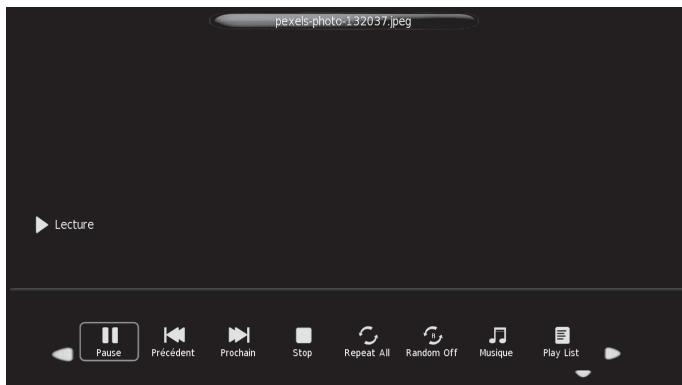 pexels-photo-132037.jpeg
Lecture
Pause Précédent Prochain Stop Repeat All Random Off Musique Play List